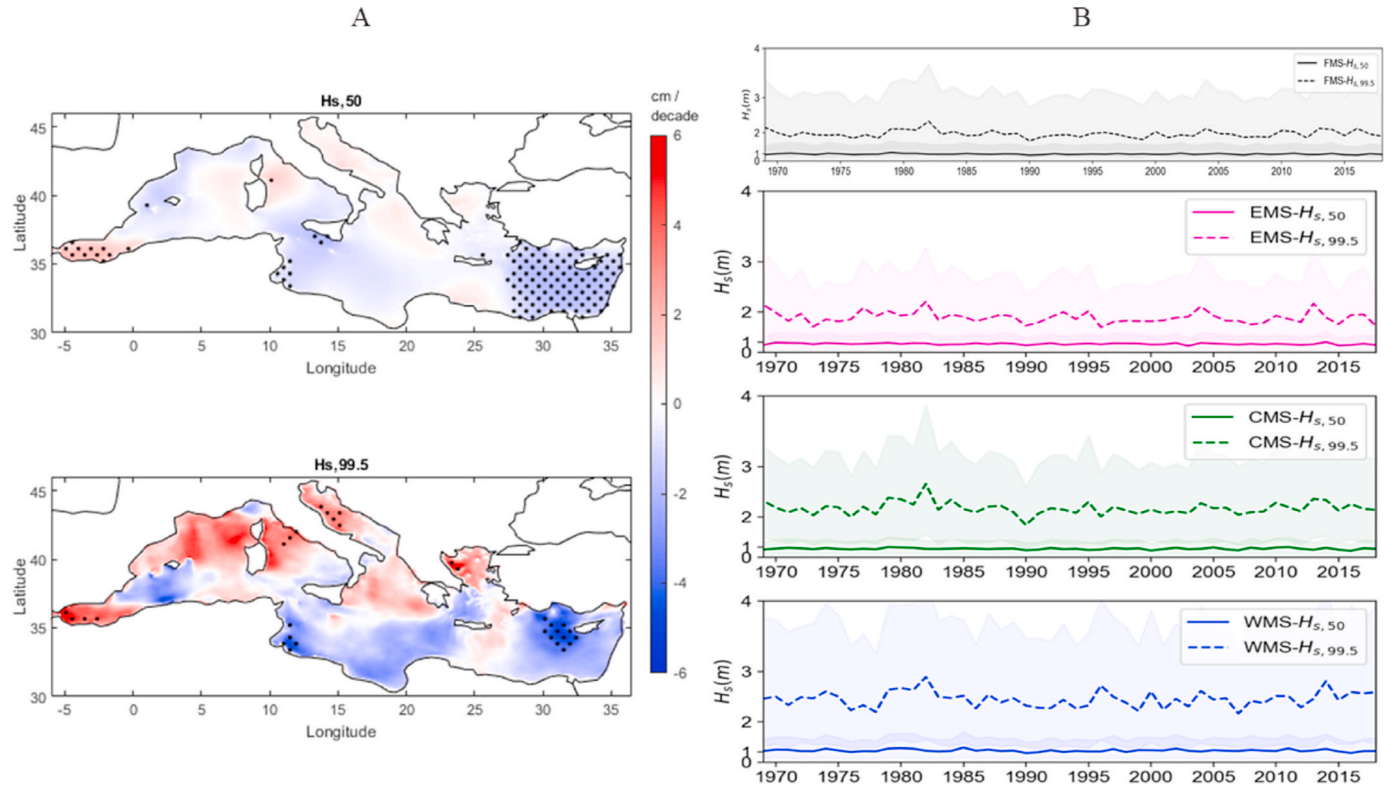 A
B
Hs,50
cm /
decade
45
40
35
30
Latitude
-5 0 5 10 15 20 25 30 35
Longitude
6
4
2
0
-2
-4
-6
Hs,99.5
45
40
35
30
Latitude
-5 0 5 10 15 20 25 30 35
Longitude
4
3
2
1
0
Hs(m)
FMS-Hs, 50
FMS-Hs, 99.5
1970 1975 1980 1985 1990 1995 2000 2005 2010 2015
4
3
2
1
0
Hs(m)
EMS-Hs, 50
EMS-Hs, 99.5
1970 1975 1980 1985 1990 1995 2000 2005 2010 2015
4
3
2
1
0
Hs(m)
CMS-Hs, 50
CMS-Hs, 99.5
1970 1975 1980 1985 1990 1995 2000 2005 2010 2015
4
3
2
1
0
Hs(m)
WMS-Hs, 50
WMS-Hs, 99.5
1970 1975 1980 1985 1990 1995 2000 2005 2010 2015